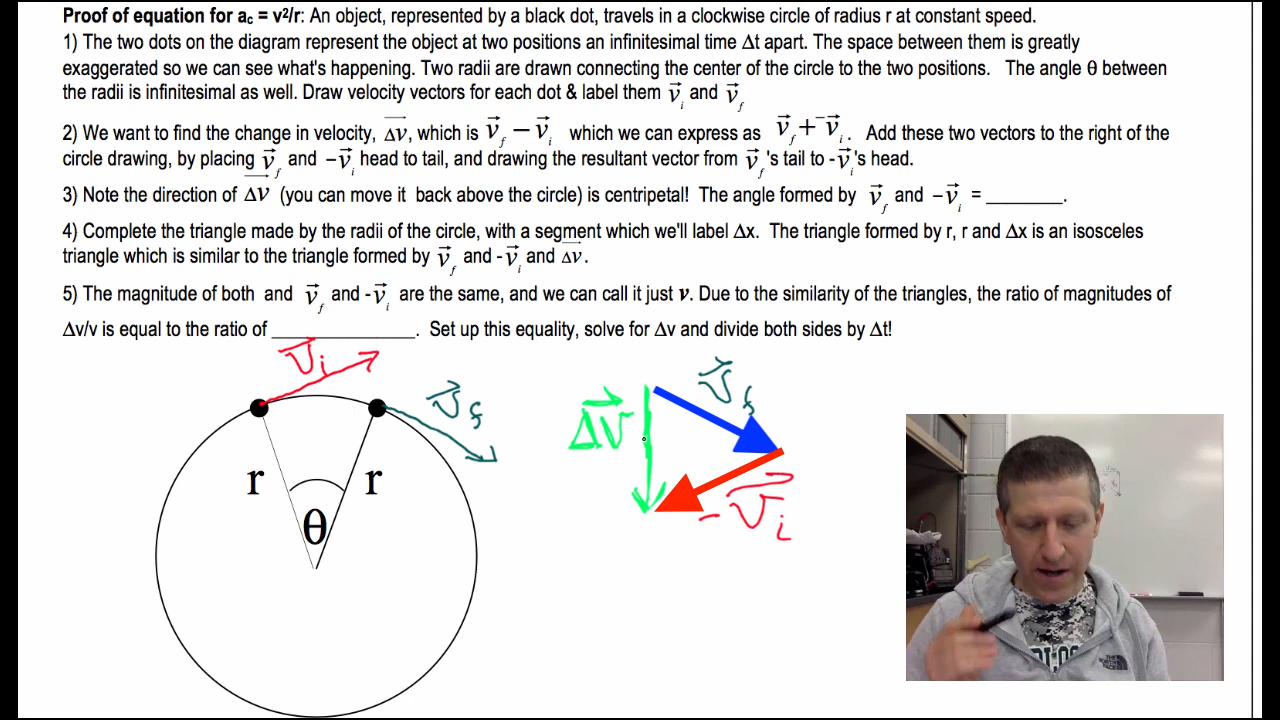 Proof of equation for a꜀ = v²/r: An object, represented by a black dot, travels in a clockwise circle of radius r at constant speed.
1) The two dots on the diagram represent the object at two positions an infinitesimal time Δt apart. The space between them is greatly
exaggerated so we can see what's happening. Two radii are drawn connecting the center of the circle to the two positions. The angle θ between
the radii is infinitesimal as well. Draw velocity vectors for each dot & label them v⃗ᵢ and v⃗_f
2) We want to find the change in velocity, Δv⃗, which is v⃗_f − v⃗ᵢ which we can express as v⃗_f + −v⃗ᵢ. Add these two vectors to the right of the
circle drawing, by placing v⃗_f and −v⃗ᵢ head to tail, and drawing the resultant vector from v⃗_f's tail to -v⃗ᵢ's head.
3) Note the direction of Δv⃗ (you can move it back above the circle) is centripetal! The angle formed by v⃗_f and −v⃗ᵢ = ________.
4) Complete the triangle made by the radii of the circle, with a segment which we'll label Δx. The triangle formed by r, r and Δx is an isosceles
triangle which is similar to the triangle formed by v⃗_f and -v⃗ᵢ and Δv⃗.
5) The magnitude of both and v⃗_f and -v⃗ᵢ are the same, and we can call it just v. Due to the similarity of the triangles, the ratio of magnitudes of
Δv/v is equal to the ratio of _______________. Set up this equality, solve for Δv and divide both sides by Δt!
v⃗ᵢ
v⃗_f
r
r
θ
Δv⃗
v⃗_f
-v⃗ᵢ